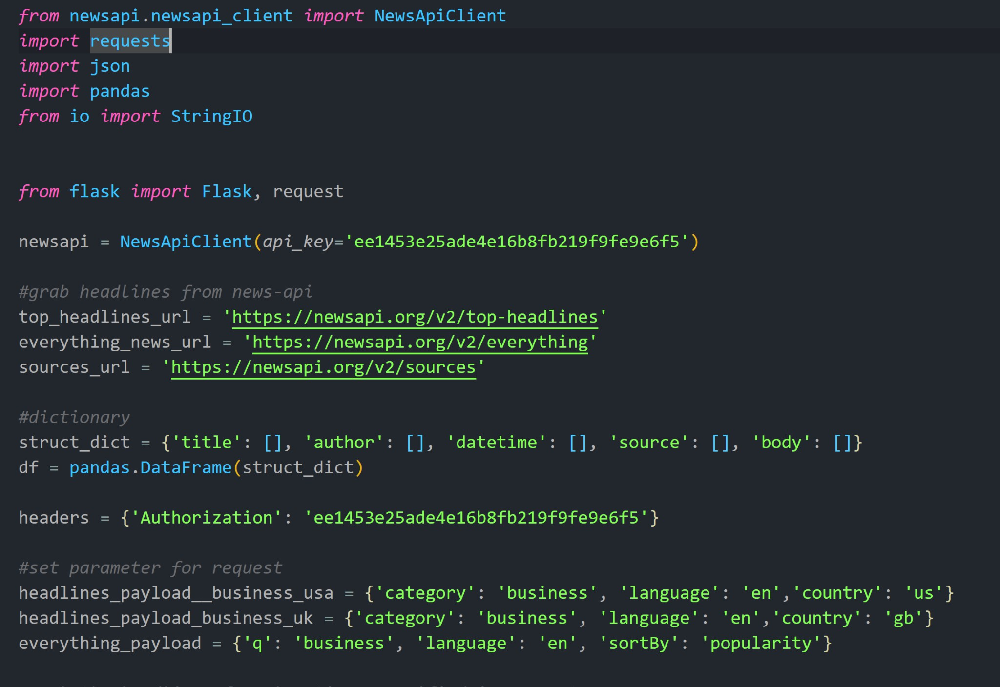 from newsapi.newsapi_client import NewsApiClient
import requests
import json
import pandas
from io import StringIO
from flask import Flask, request
newsapi = NewsApiClient(api_key='ee1453e25ade4e16b8fb219f9fe9e6f5')
#grab headlines from news-api
top_headlines_url = 'https://newsapi.org/v2/top-headlines'
everything_news_url = 'https://newsapi.org/v2/everything'
sources_url = 'https://newsapi.org/v2/sources'
#dictionary
struct_dict = {'title': [], 'author': [], 'datetime': [], 'source': [], 'body': []}
df = pandas.DataFrame(struct_dict)
headers = {'Authorization': 'ee1453e25ade4e16b8fb219f9fe9e6f5'}
#set parameter for request
headlines_payload__business_usa = {'category': 'business', 'language': 'en','country': 'us'}
headlines_payload_business_uk = {'category': 'business', 'language': 'en','country': 'gb'}
everything_payload = {'q': 'business', 'language': 'en', 'sortBy': 'popularity'}